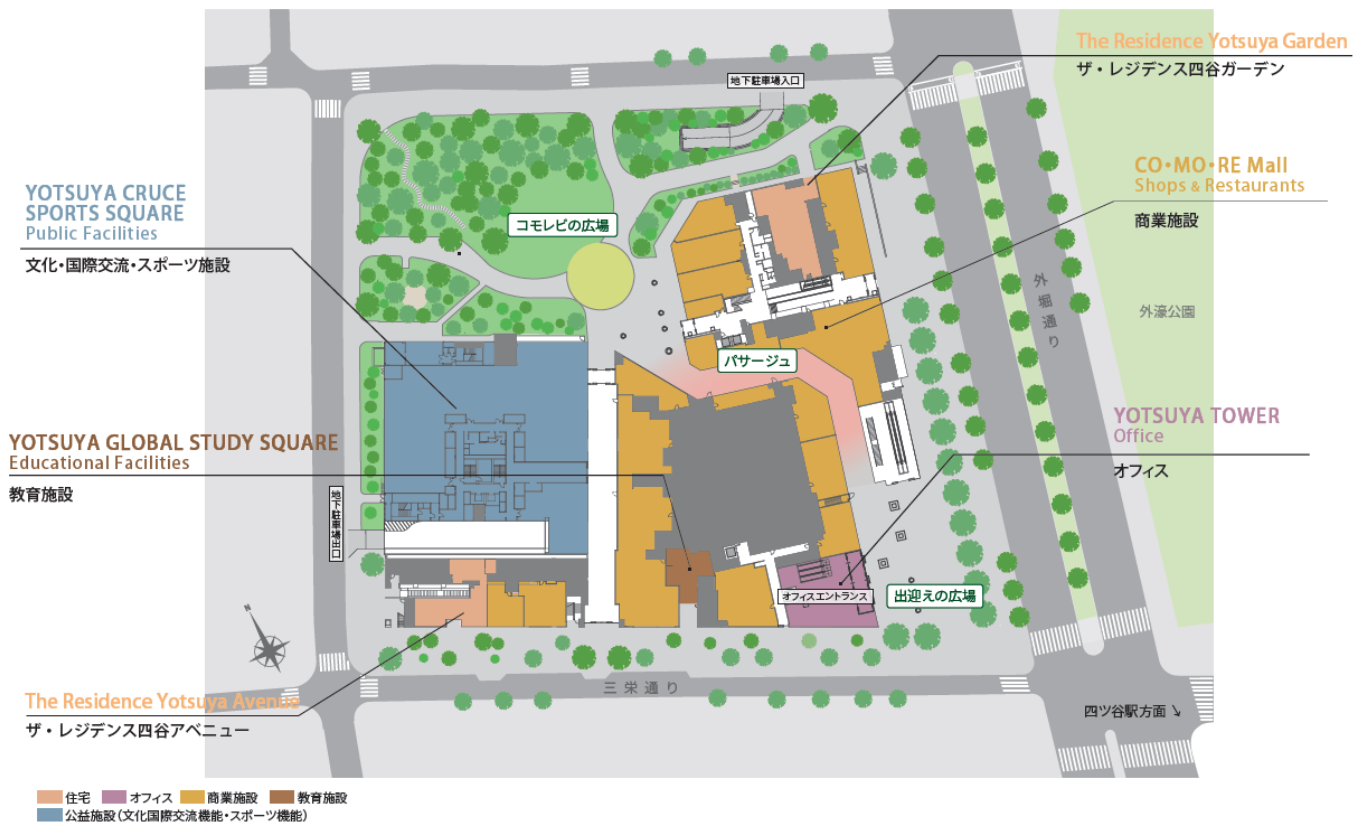 The Residence Yotsuya Garden
ザ・レジデンス四谷ガーデン
地下駐車場入口
CO・MO・RE Mall
Shops & Restaurants
商業施設
YOTSUYA CRUCE
SPORTS SQUARE
Public Facilities
文化・国際交流・スポーツ施設
コモレビの広場
外堀通り
外濠公園
パサージュ
YOTSUYA TOWER
Office
オフィス
YOTSUYA GLOBAL STUDY SQUARE
Educational Facilities
教育施設
地下駐車場出口
オフィスエントランス
出迎えの広場
N
The Residence Yotsuya Avenue
ザ・レジデンス四谷アベニュー
三栄通り
四ツ谷駅方面↘
住宅 オフィス 商業施設 教育施設
公益施設(文化国際交流機能・スポーツ機能)